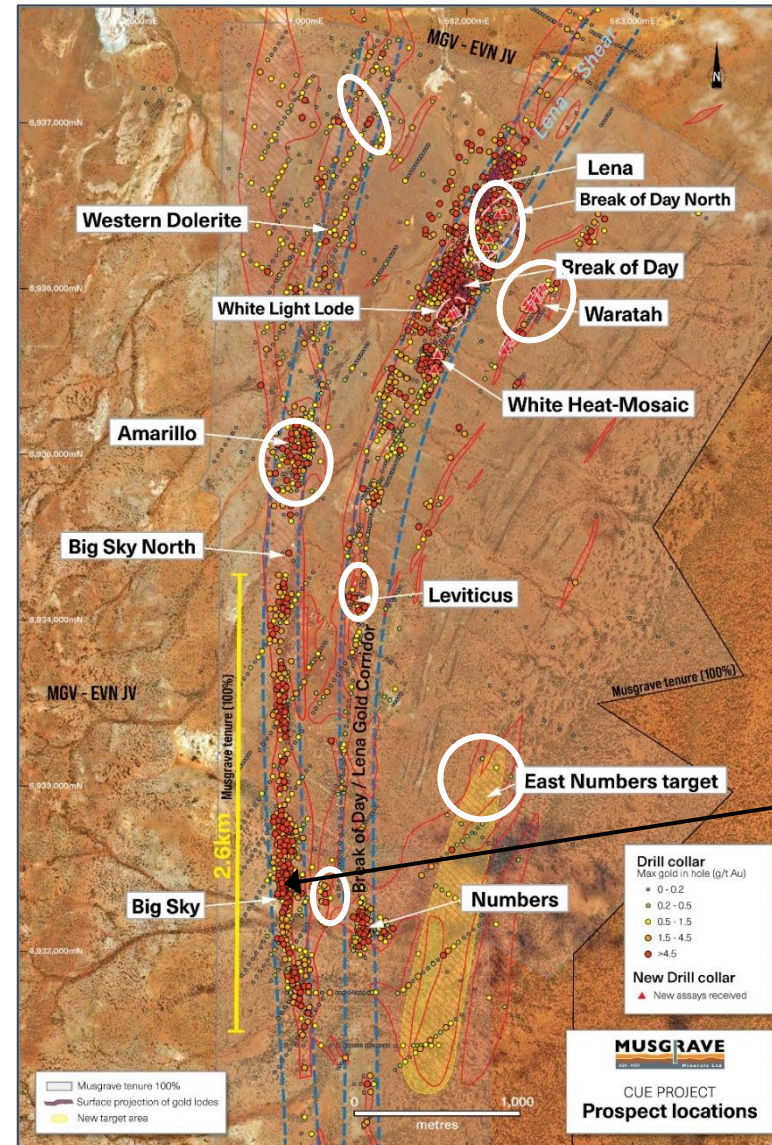 582,000mE
583,000mE
MGV - EVN JV
N
Lena Shear
6,937,000mN
Lena
Break of Day North
Western Dolerite
Break of Day
6,936,000mN
White Light Lode
Waratah
White Heat-Mosaic
Amarillo
6,935,000mN
Big Sky North
Leviticus
6,934,000mN
MGV - EVN JV
Musgrave tenure (100%)
Musgrave tenure (100%)
Break of Day / Lena Gold Corridor
6,933,000mN
East Numbers target
2.6km
Big Sky
Numbers
6,932,000mN
Drill collar
Max gold in hole (g/t Au)
0 - 0.2
0.2 - 0.5
0.5 - 1.5
1.5 - 4.5
>4.5
New Drill collar
New assays received
MUSGRAVE
Minerals Ltd
CUE PROJECT
Prospect locations
Musgrave tenure 100%
Surface projection of gold lodes
New target area
0 1,000
metres